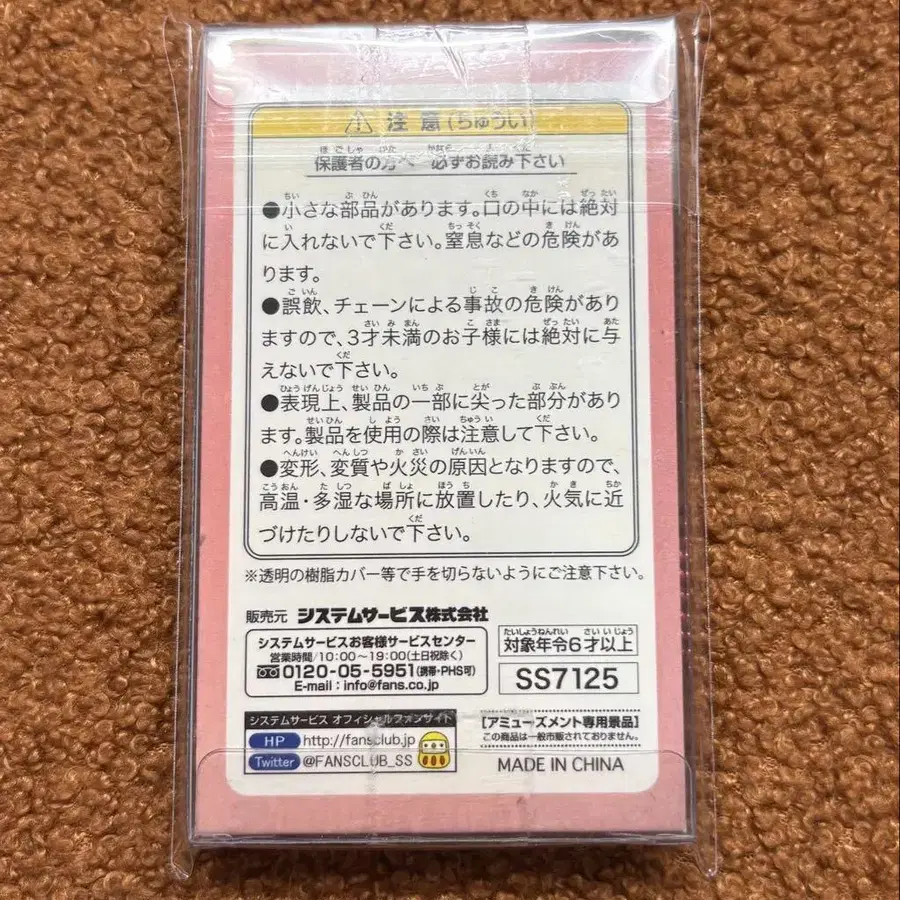 ⚠ 注意(ちゅうい)
保護者の方へ 必ずお読み下さい
●小さな部品があります。口の中には絶対
に入れないで下さい。窒息などの危険があ
ります。
●誤飲、チェーンによる事故の危険があり
ますので、3才未満のお子様には絶対に与
えないで下さい。
●表現上、製品の一部に尖った部分があり
ます。製品を使用の際は注意して下さい。
●変形、変質や火災の原因となりますので、
高温・多湿な場所に放置したり、火気に近
づけたりしないで下さい。
※透明の樹脂カバー等で手を切らないようにご注意下さい。
販売元 システムサービス株式会社
システムサービスお客様サービスセンター
営業時間/10:00~19:00(土日祝除く)
0120-05-5951(携帯・PHS可)
E-mail:info@fans.co.jp
たいしょうねんれい さいいじょう
対象年令6才以上
SS7125
システムサービス オフィシャルファンサイト
HP http://fansclub.jp
Twitter @FANSCLUB_SS
【アミューズメント専用景品】
この商品は一般市販されておりません。
MADE IN CHINA